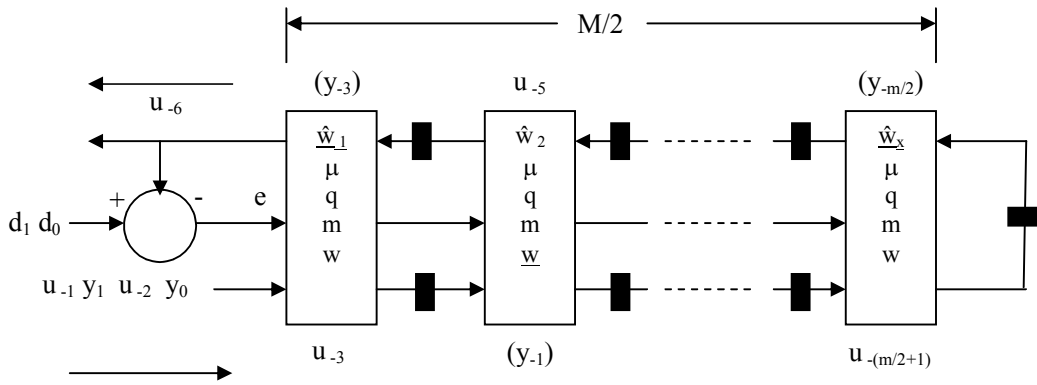 M/2
(y-3) u-5 (y-m/2)
u-6
ŵ1 ŵ2 ŵx
μ μ μ
+ - e q q q
d1 d0 m m m
w w w
u-1 y1 u-2 y0
u-3 (y-1) u-(m/2+1)